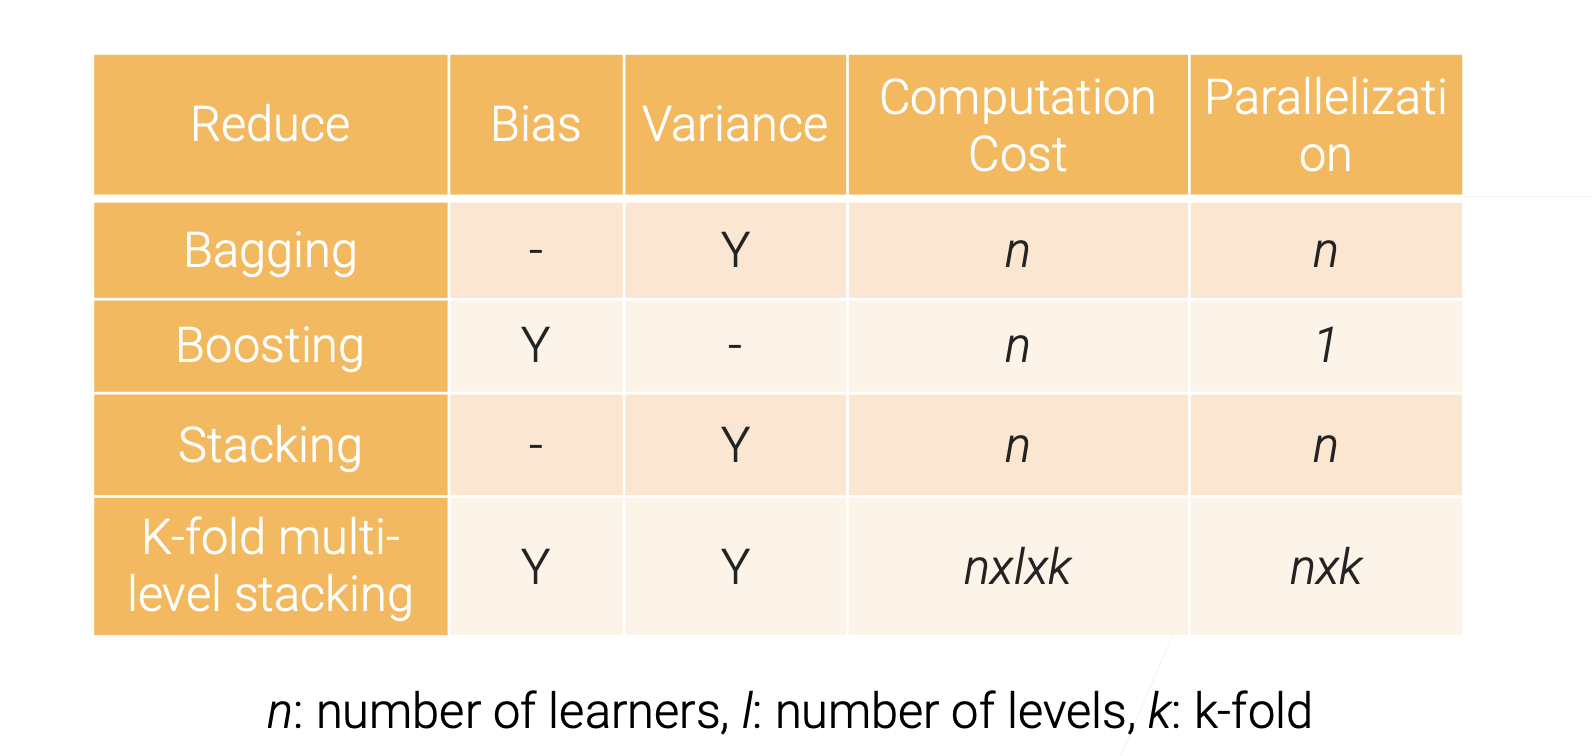 Reduce Bias Variance Computation Cost Parallelizati on
Bagging - Y n n
Boosting Y - n 1
Stacking - Y n n
K-fold multi-
level stacking Y Y nxlxk nxk
n: number of learners, l: number of levels, k: k-fold